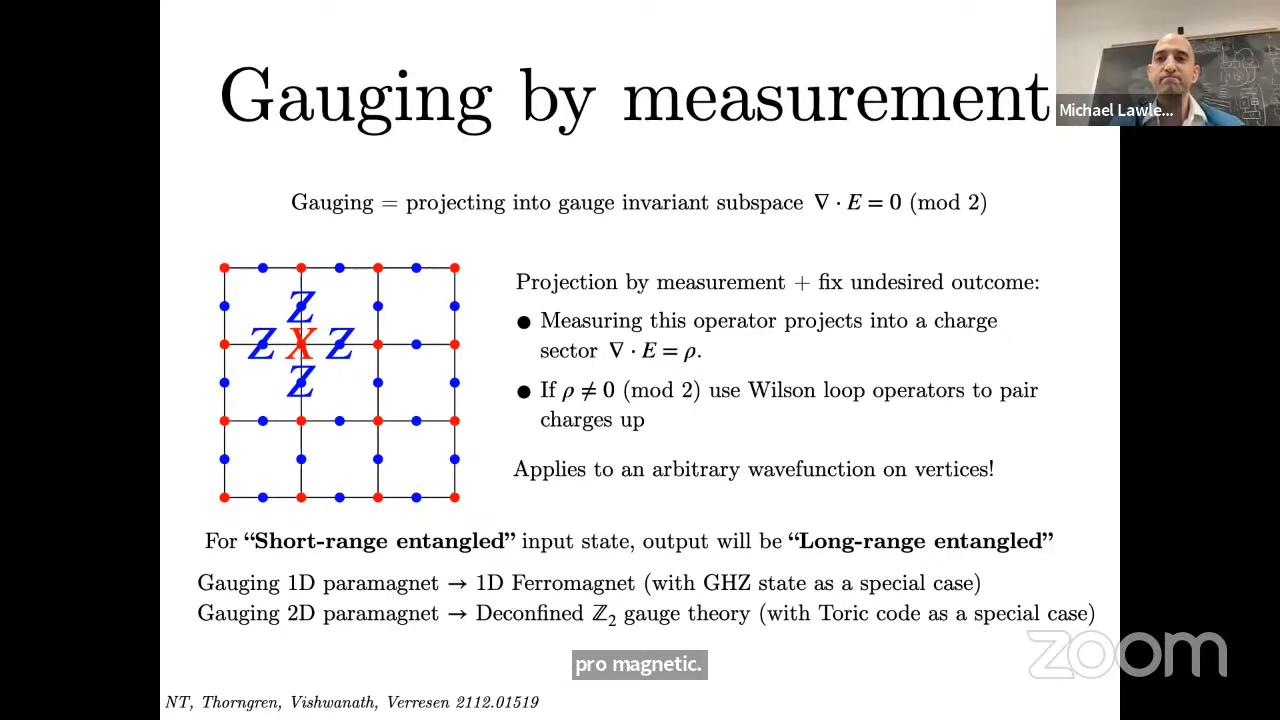 Gauging by measurement
Michael Lawle...
Gauging = projecting into gauge invariant subspace ∇ · E = 0 (mod 2)
Z
Z X Z
Z
Projection by measurement + fix undesired outcome:
● Measuring this operator projects into a charge
sector ∇ · E = ρ.
● If ρ ≠ 0 (mod 2) use Wilson loop operators to pair
charges up
Applies to an arbitrary wavefunction on vertices!
For “Short-range entangled” input state, output will be “Long-range entangled”
Gauging 1D paramagnet → 1D Ferromagnet (with GHZ state as a special case)
Gauging 2D paramagnet → Deconfined ℤ₂ gauge theory (with Toric code as a special case)
zoom
pro magnetic.
NT, Thorngren, Vishwanath, Verresen 2112.01519